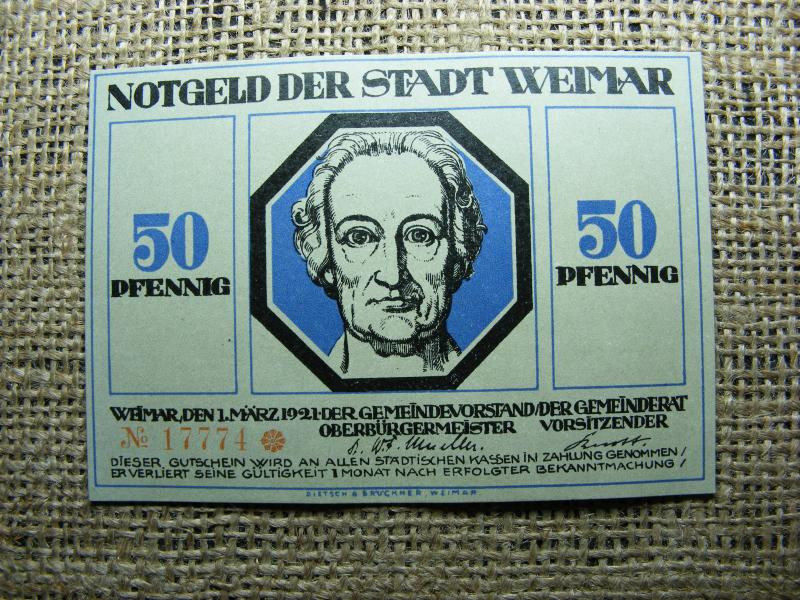 NOTGELD DER STADT WEIMAR
50
PFENNIG
50
PFENNIG
WEIMAR, DEN 1. MÄRZ 1921·DER GEMEINDEVORSTAND/DER GEMEINDERAT
OBERBÜRGERMEISTER VORSITZENDER
No 17774
DIESER GUTSCHEIN WIRD AN ALLEN STÄDTISCHEN KASSEN IN ZAHLUNG GENOMMEN/
ER VERLIERT SEINE GÜLTIGKEIT 1 MONAT NACH ERFOLGTER BEKANNTMACHUNG/
DIETSCH & BRÜCKNER, WEIMAR